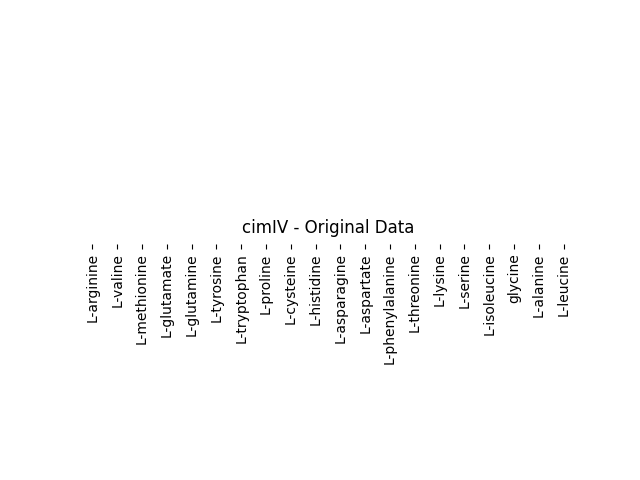 cimIV - Original Data
L-arginine
L-valine
L-methionine
L-glutamate
L-glutamine
L-tyrosine
L-tryptophan
L-proline
L-cysteine
L-histidine
L-asparagine
L-aspartate
L-phenylalanine
L-threonine
L-lysine
L-serine
L-isoleucine
glycine
L-alanine
L-leucine